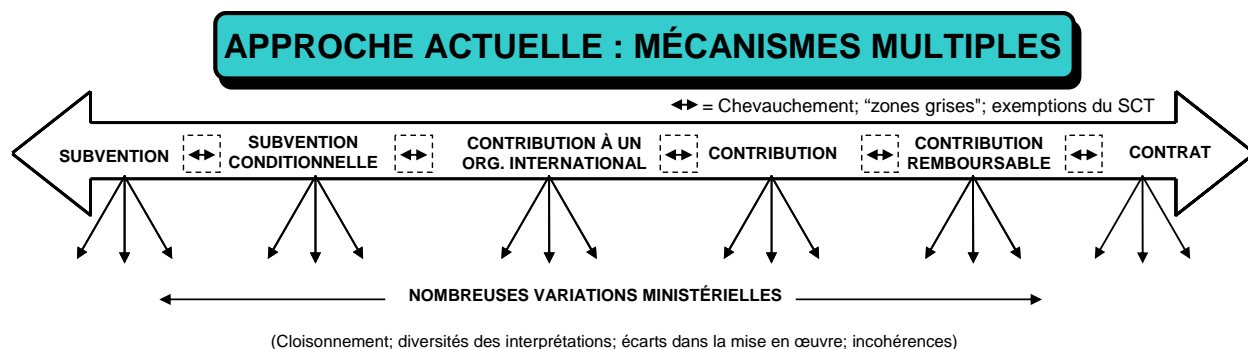 APPROCHE ACTUELLE : MÉCANISMES MULTIPLES
= Chevauchement; “zones grises"; exemptions du SCT
SUBVENTION
SUBVENTION
CONDITIONNELLE
CONTRIBUTION À UN
ORG. INTERNATIONAL
CONTRIBUTION
CONTRIBUTION
REMBOURSABLE
CONTRAT
NOMBREUSES VARIATIONS MINISTÉRIELLES
(Cloisonnement; diversités des interprétations; écarts dans la mise en œuvre; incohérences)